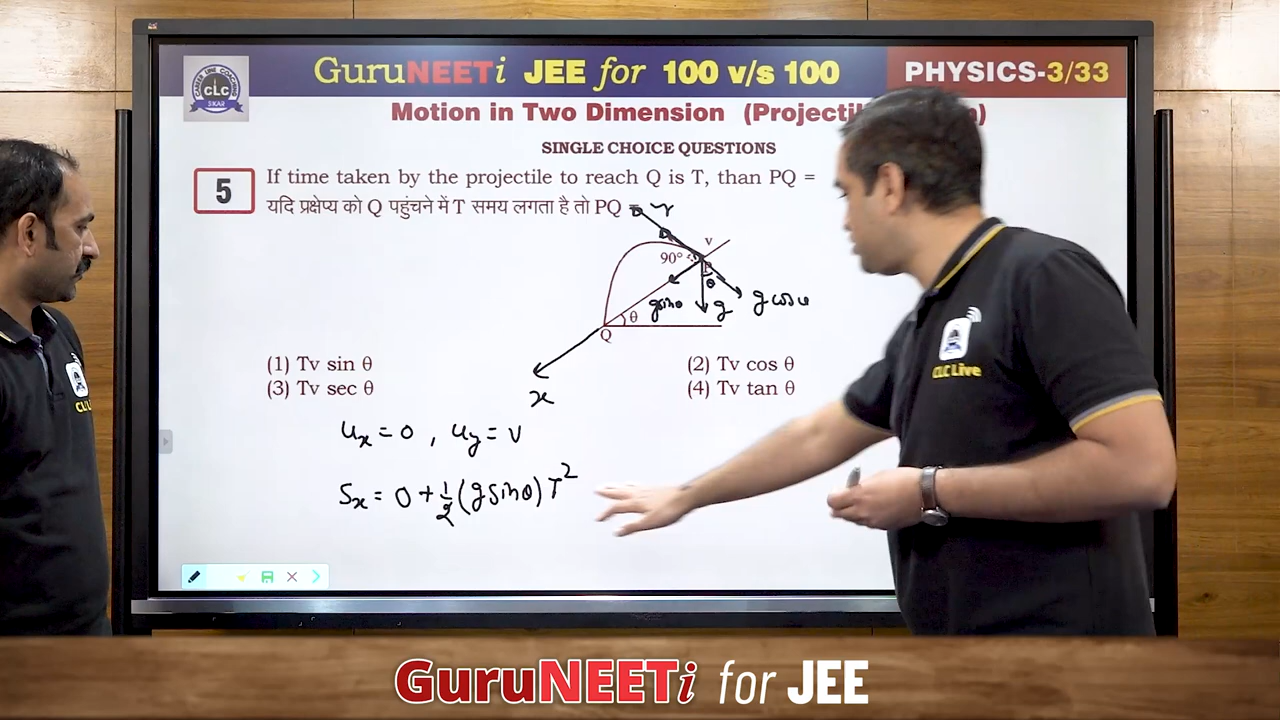 GuruNEETi JEE for 100 v/s 100
PHYSICS-3/33
CLC
SIKAR
Motion in Two Dimension (Projectil
SINGLE CHOICE QUESTIONS
5
If time taken by the projectile to reach Q is T, than PQ =
यदि प्रक्षेप्य को Q पहुंचने में T समय लगता है तो PQ =
y
v
90°
P
θ
g sinθ
g
g cosθ
θ
Q
x
(1) Tv sin θ
(2) Tv cos θ
(3) Tv sec θ
(4) Tv tan θ
ux = 0 , uy = v
Sx = 0 + 1/2 (g sinθ) T²
CLC Live
GuruNEETi for JEE